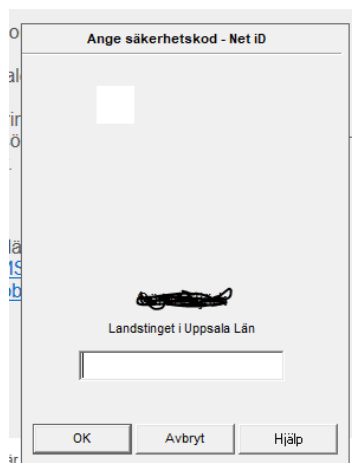 Ange säkerhetskod - Net iD
Landstinget i Uppsala Län
OK
Avbryt
Hjälp